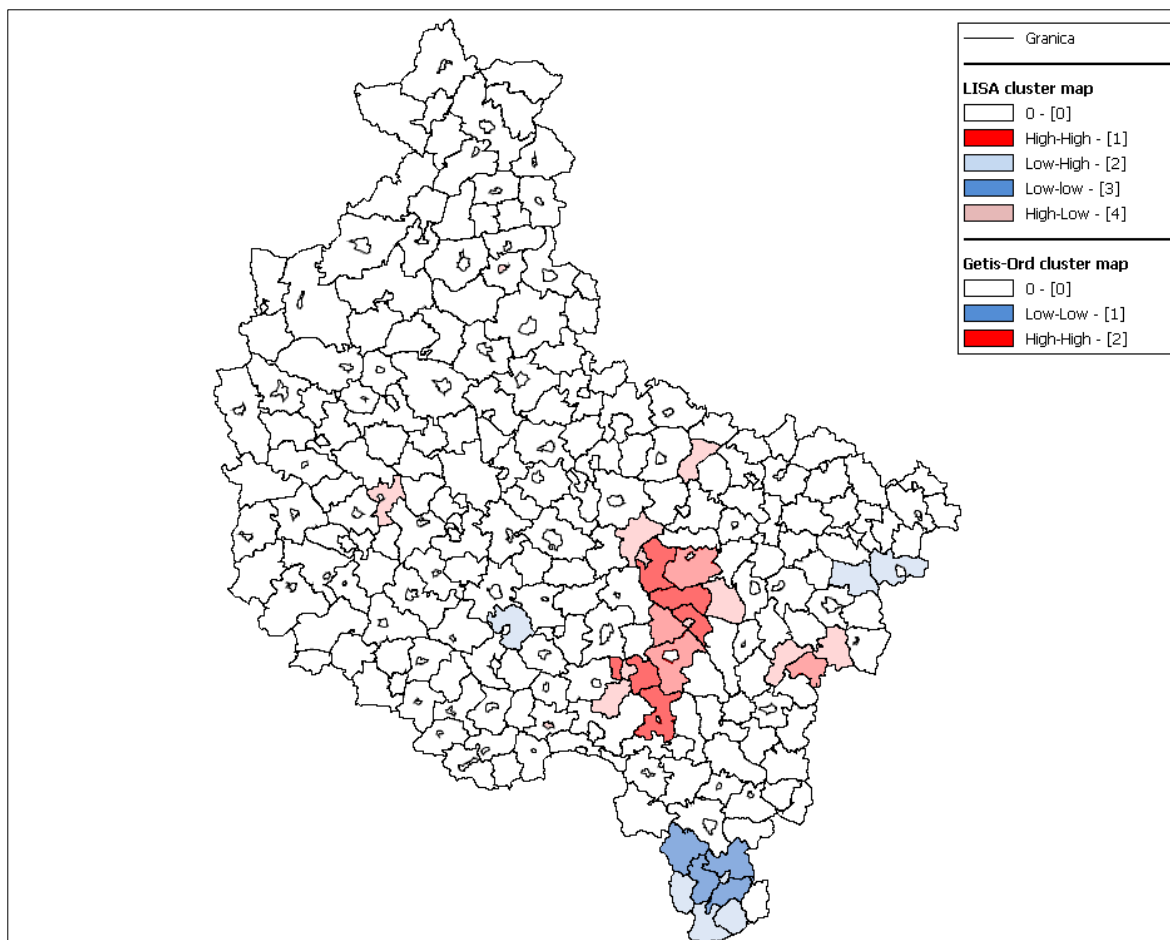 Granica
LISA cluster map
0 - [0]
High-High - [1]
Low-High - [2]
Low-low - [3]
High-Low - [4]
Getis-Ord cluster map
0 - [0]
Low-Low - [1]
High-High - [2]